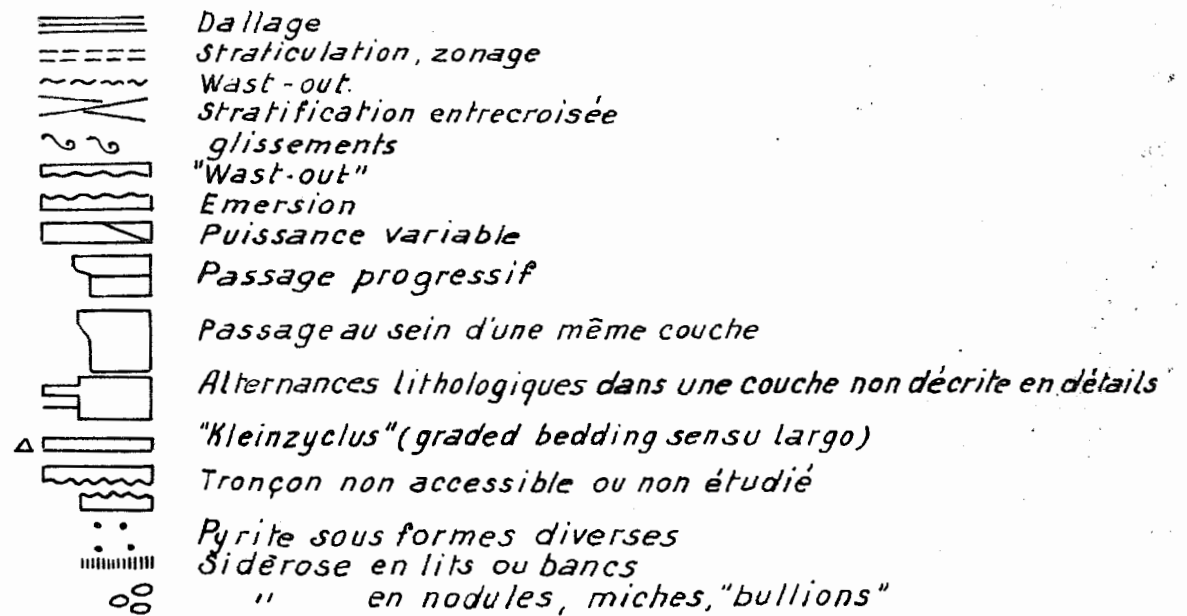 Dallage
Straticulation, zonage
Wast-out.
Stratification entrecroisée
glissements
"Wast-out"
Emersion
Puissance variable
Passage progressif
Passage au sein d'une même couche
Alternances lithologiques dans une couche non décrite en détails
"Kleinzyclus" (graded bedding sensu largo)
Tronçon non accessible ou non étudié
Pyrite sous formes diverses
Sidérose en lits ou bancs
" en nodules, miches, "bullions"